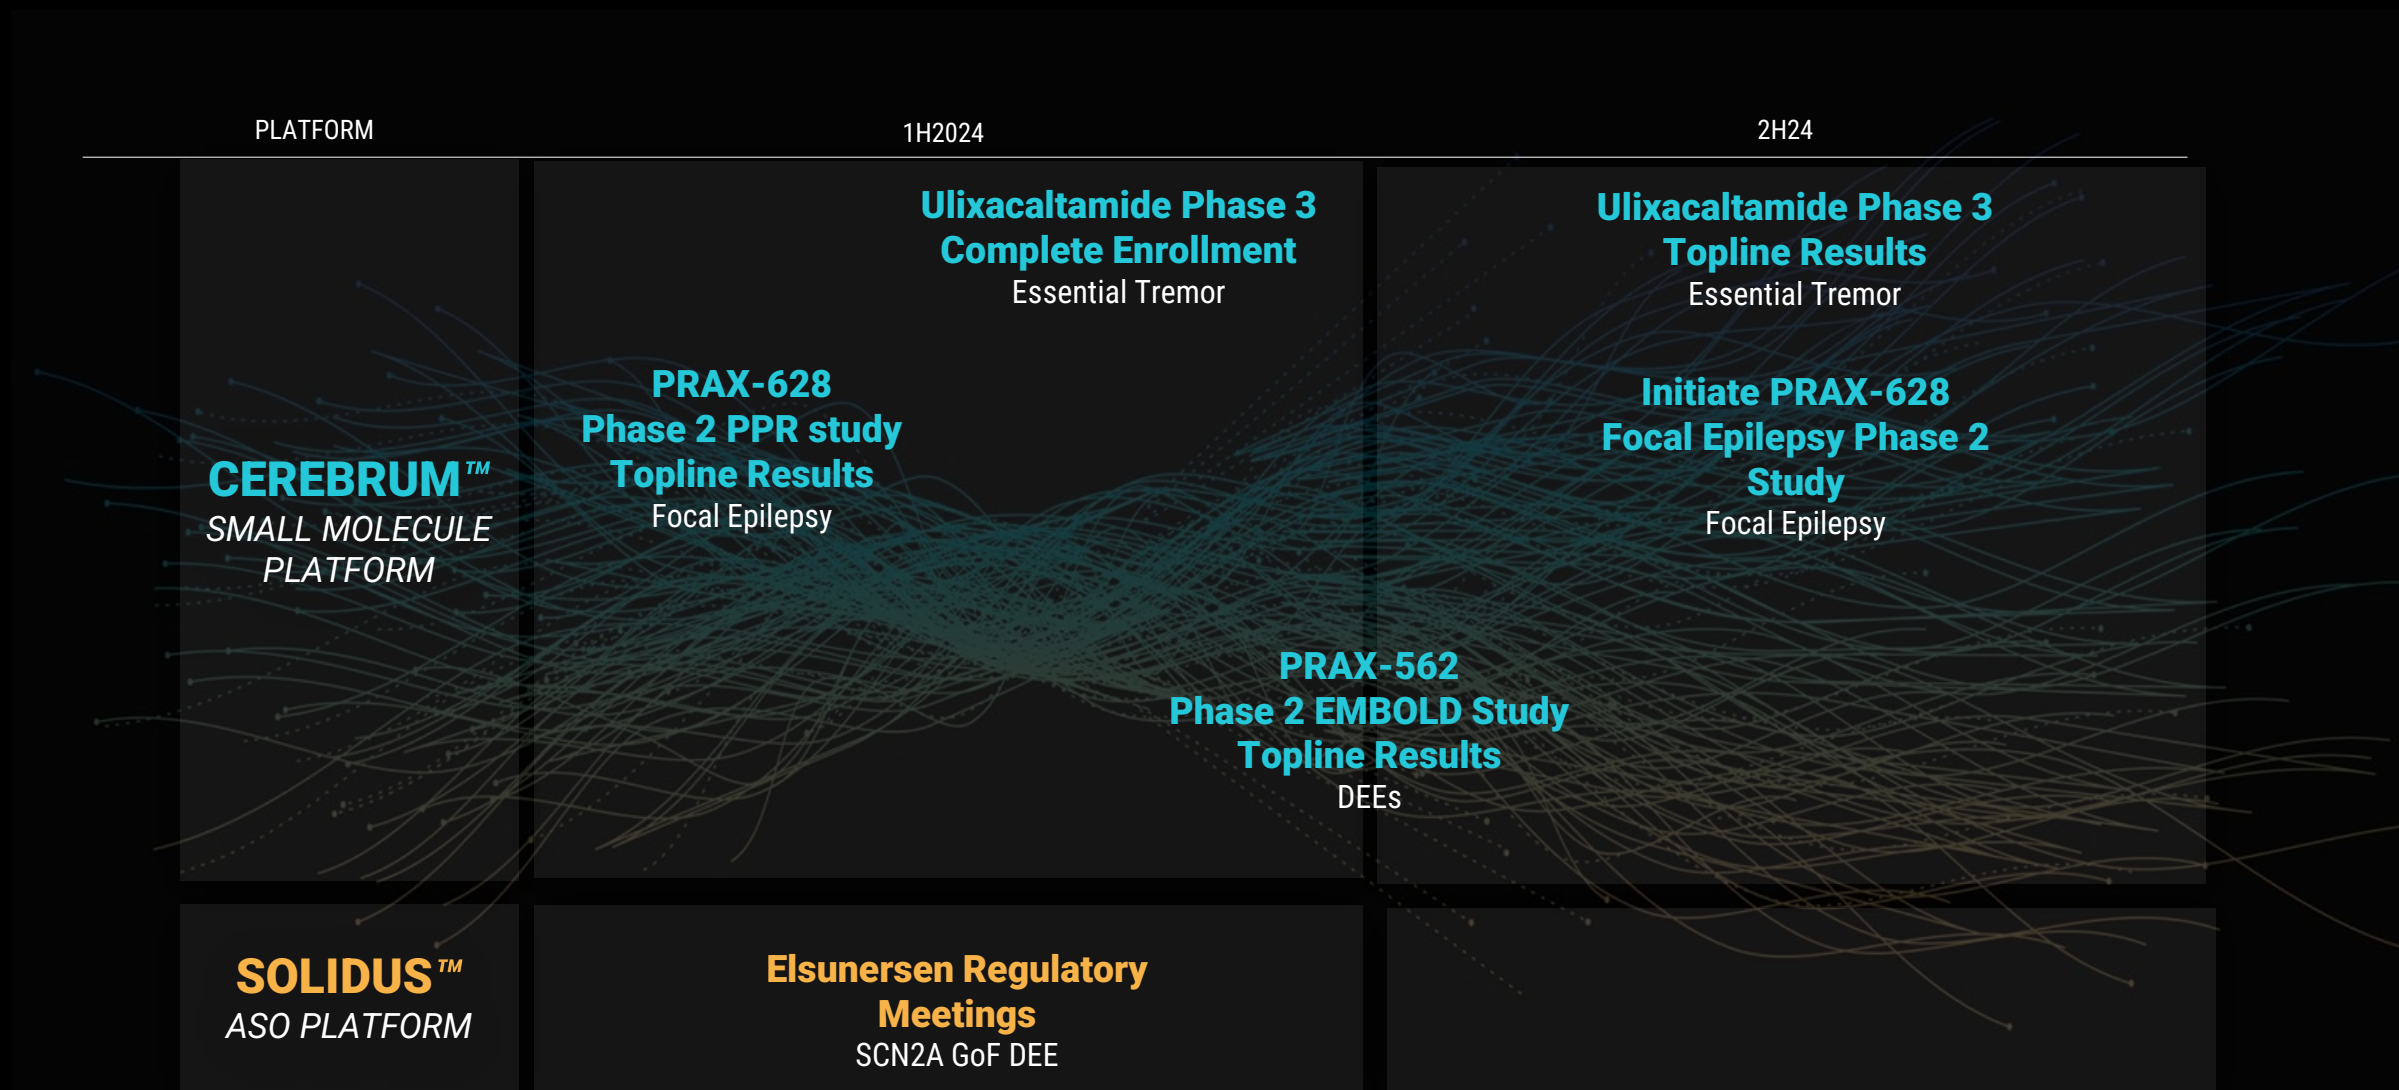 PLATFORM
1H2024
2H24
CEREBRUM™
SMALL MOLECULE
PLATFORM
Ulixacaltamide Phase 3
Complete Enrollment
Essential Tremor
PRAX-628
Phase 2 PPR study
Topline Results
Focal Epilepsy
Ulixacaltamide Phase 3
Topline Results
Essential Tremor
Initiate PRAX-628
Focal Epilepsy Phase 2
Study
Focal Epilepsy
PRAX-562
Phase 2 EMBOLD Study
Topline Results
DEEs
SOLIDUS™
ASO PLATFORM
Elsunersen Regulatory
Meetings
SCN2A GoF DEE